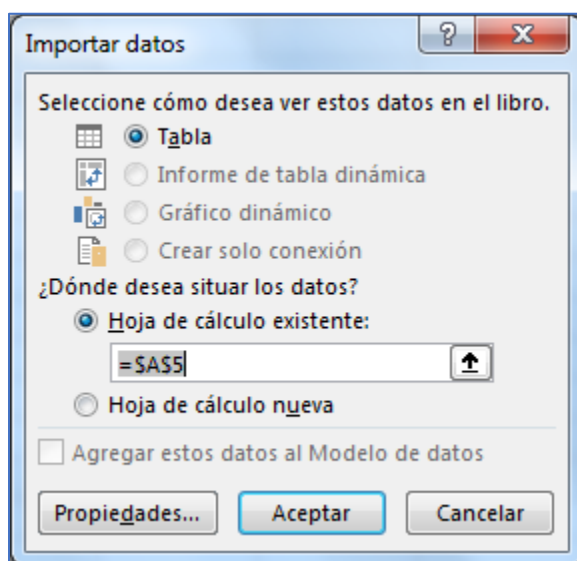 Importar datos
Seleccione cómo desea ver estos datos en el libro.
Tabla
Informe de tabla dinámica
Gráfico dinámico
Crear solo conexión
¿Dónde desea situar los datos?
Hoja de cálculo existente:
=$A$5
Hoja de cálculo nueva
Agregar estos datos al Modelo de datos
Propiedades... Aceptar Cancelar